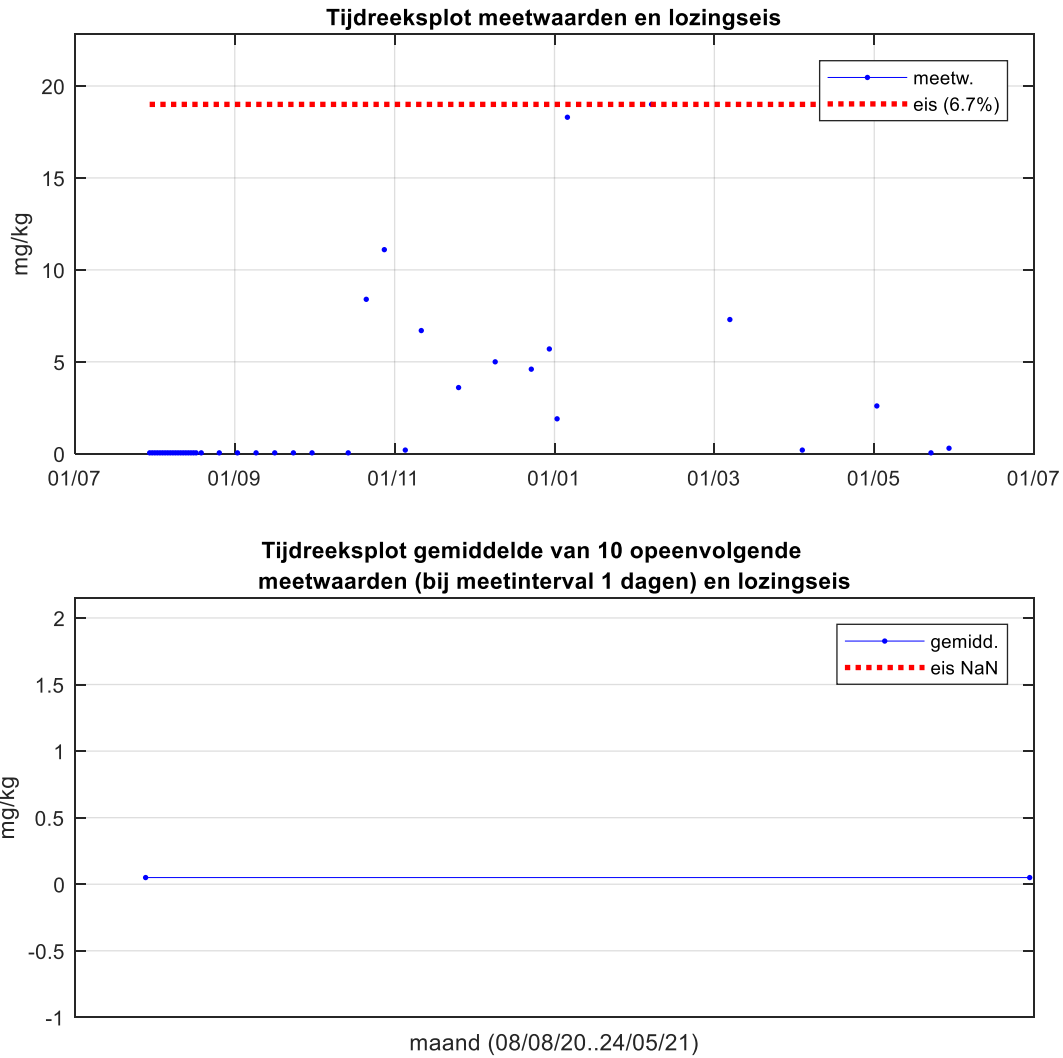 Tijdreeksplot meetwaarden en lozingseis
meetw.
eis (6.7%)
20
15
10
5
0
mg/kg
01/07 01/09 01/11 01/01 01/03 01/05 01/07
Tijdreeksplot gemiddelde van 10 opeenvolgende
meetwaarden (bij meetinterval 1 dagen) en lozingseis
gemidd.
eis NaN
2
1.5
1
0.5
0
-0.5
-1
mg/kg
maand (08/08/20..24/05/21)